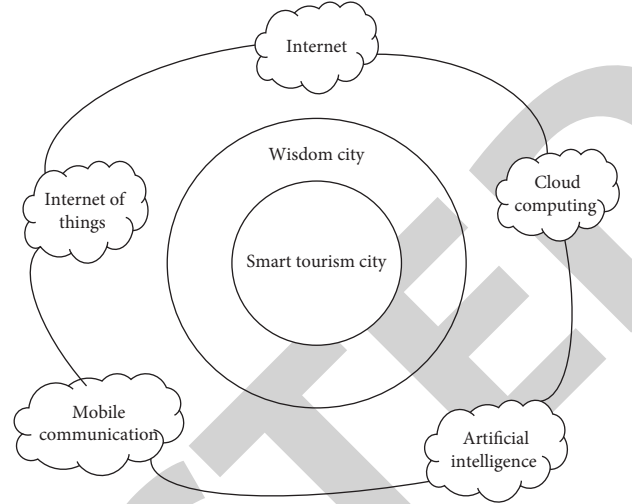 Internet
Wisdom city
Cloud
computing
Internet of
things
Smart tourism city
Mobile
communication
Artificial
intelligence